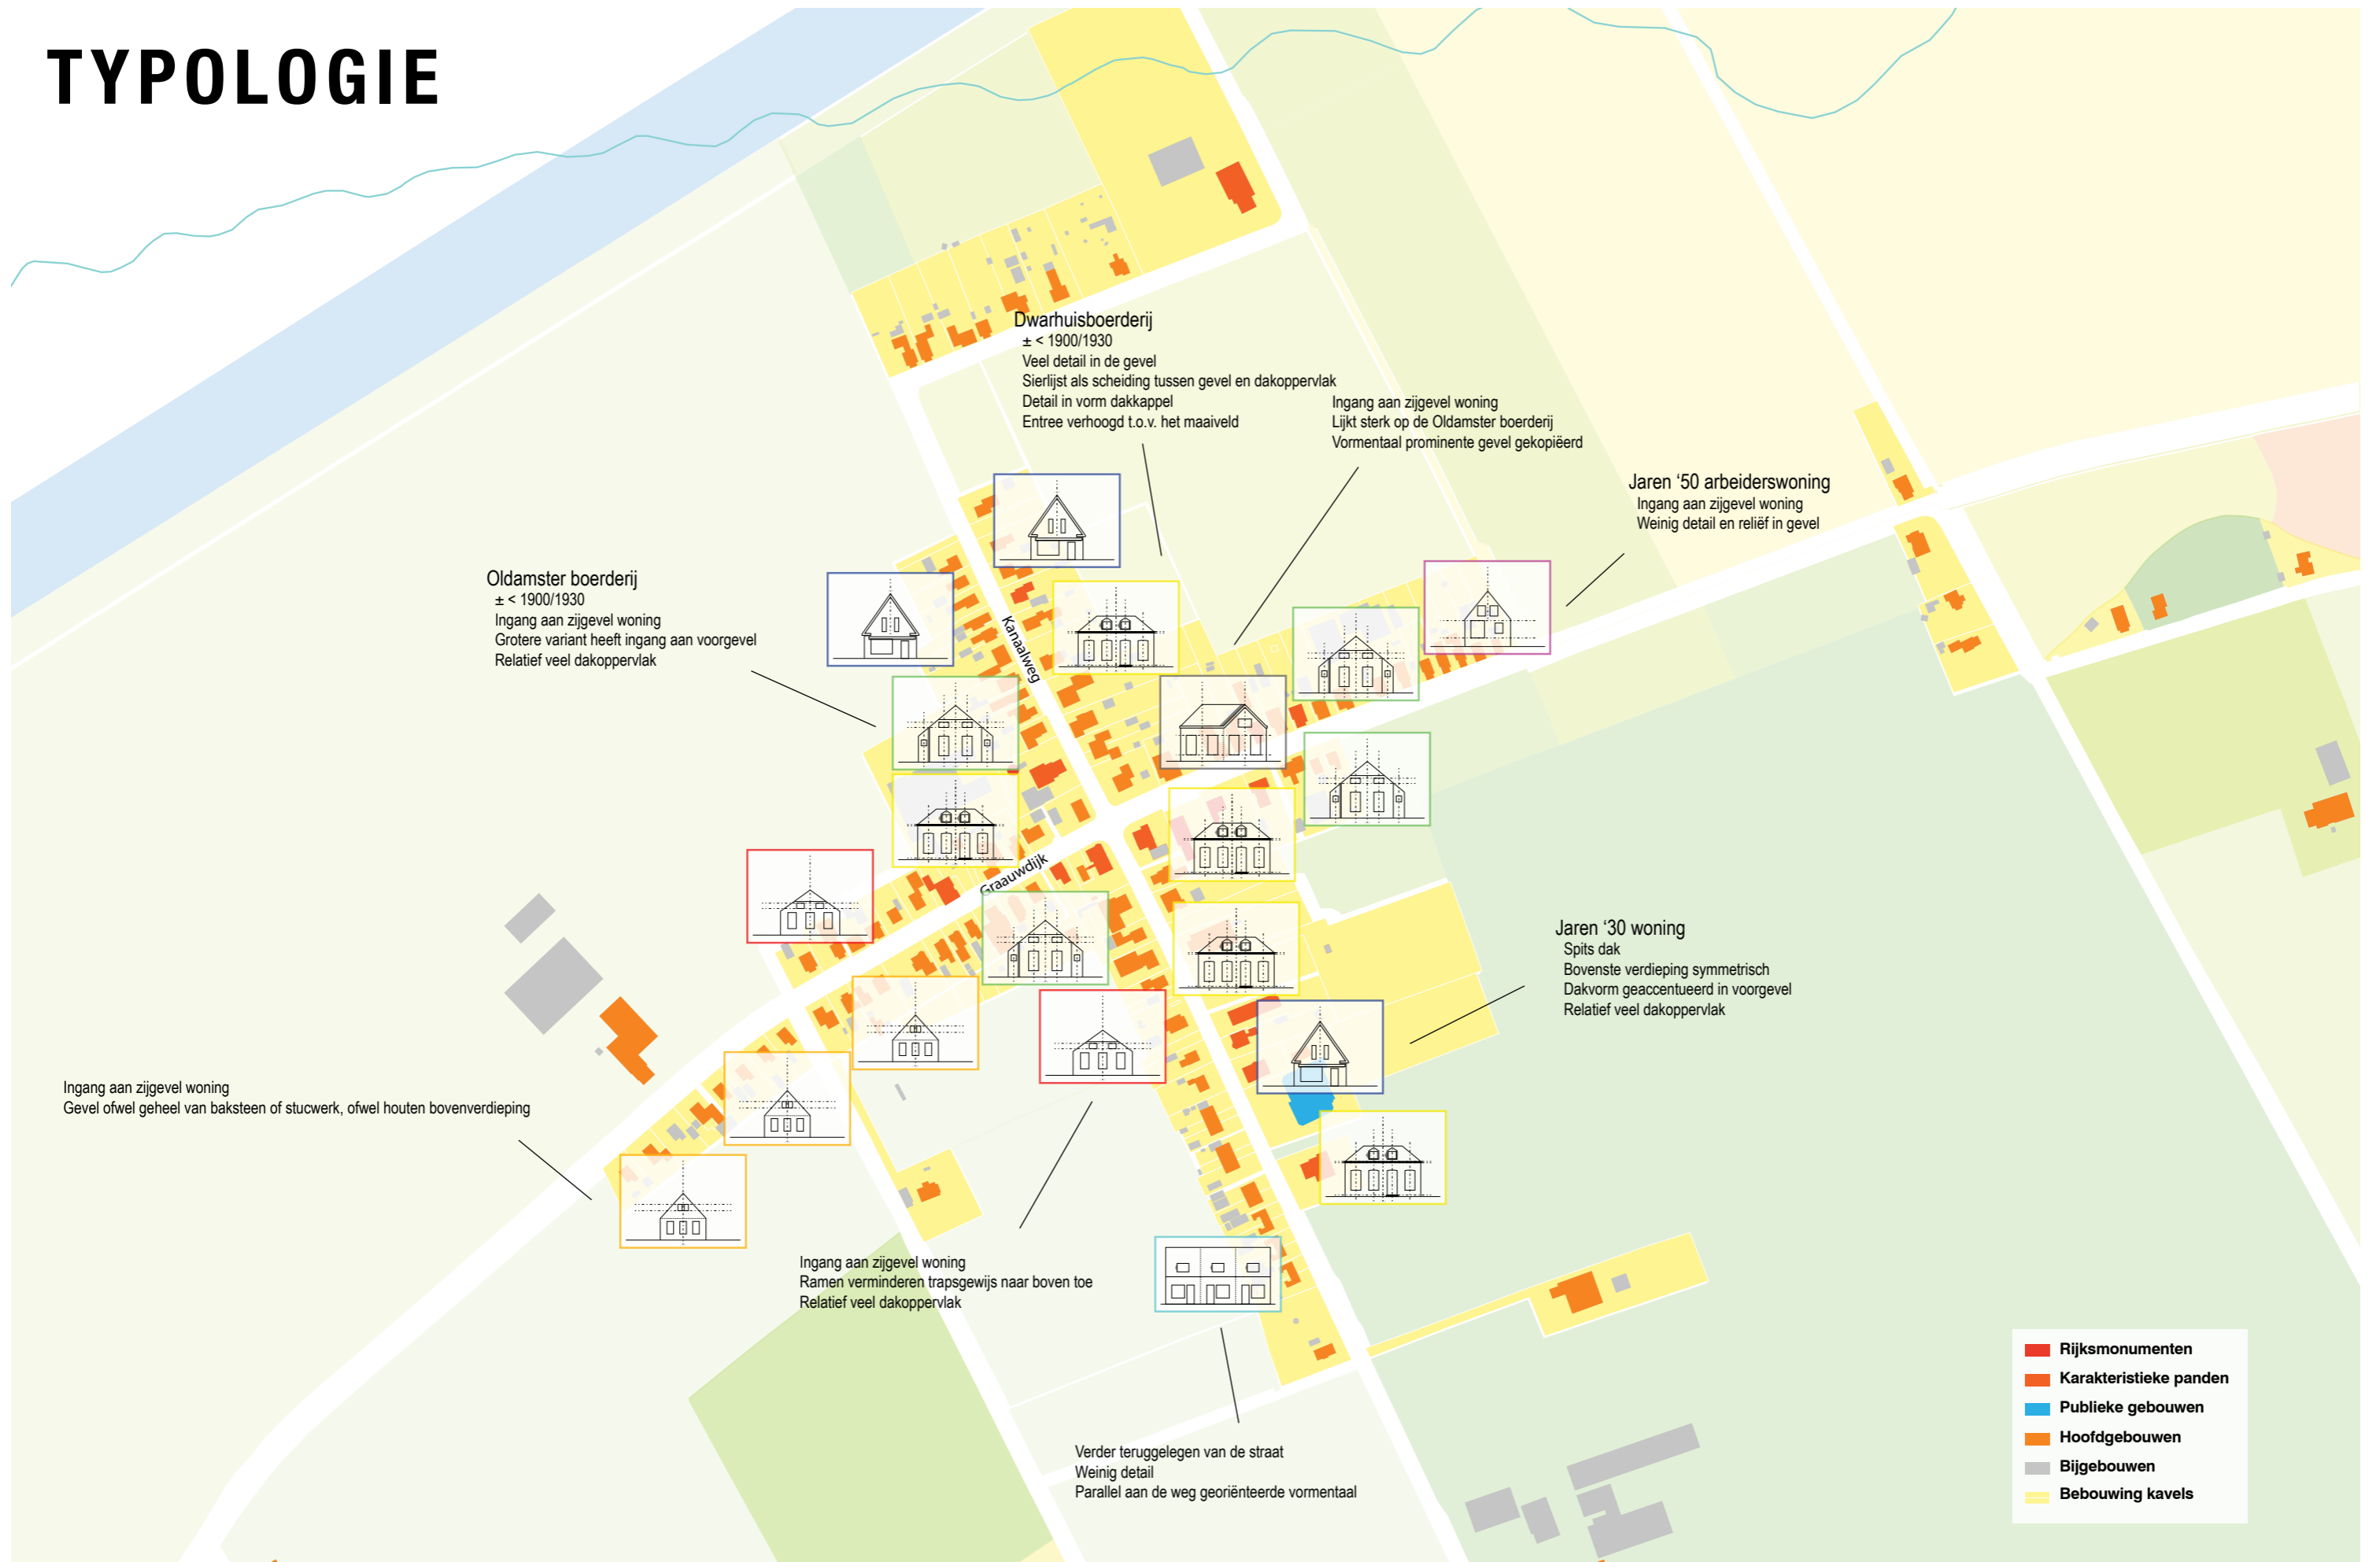 TYPOLOGIE
Dwarhuisboerderij
± < 1900/1930
Veel detail in de gevel
Sierlijst als scheiding tussen gevel en dakoppervlak
Detail in vorm dakkappel
Entree verhoogd t.o.v. het maaiveld
Ingang aan zijgevel woning
Lijkt sterk op de Oldamster boerderij
Vormentaal prominente gevel gekopiëerd
Jaren ‘50 arbeiderswoning
Ingang aan zijgevel woning
Weinig detail en reliëf in gevel
Oldamster boerderij
± < 1900/1930
Ingang aan zijgevel woning
Grotere variant heeft ingang aan voorgevel
Relatief veel dakoppervlak
Kanaalweg
Graauwdijk
Jaren ‘30 woning
Spits dak
Bovenste verdieping symmetrisch
Dakvorm geaccentueerd in voorgevel
Relatief veel dakoppervlak
Ingang aan zijgevel woning
Gevel ofwel geheel van baksteen of stucwerk, ofwel houten bovenverdieping
Ingang aan zijgevel woning
Ramen verminderen trapsgewijs naar boven toe
Relatief veel dakoppervlak
Verder teruggelegen van de straat
Weinig detail
Parallel aan de weg georiënteerde vormentaal
Rijksmonumenten
Karakteristieke panden
Publieke gebouwen
Hoofdgebouwen
Bijgebouwen
Bebouwing kavels